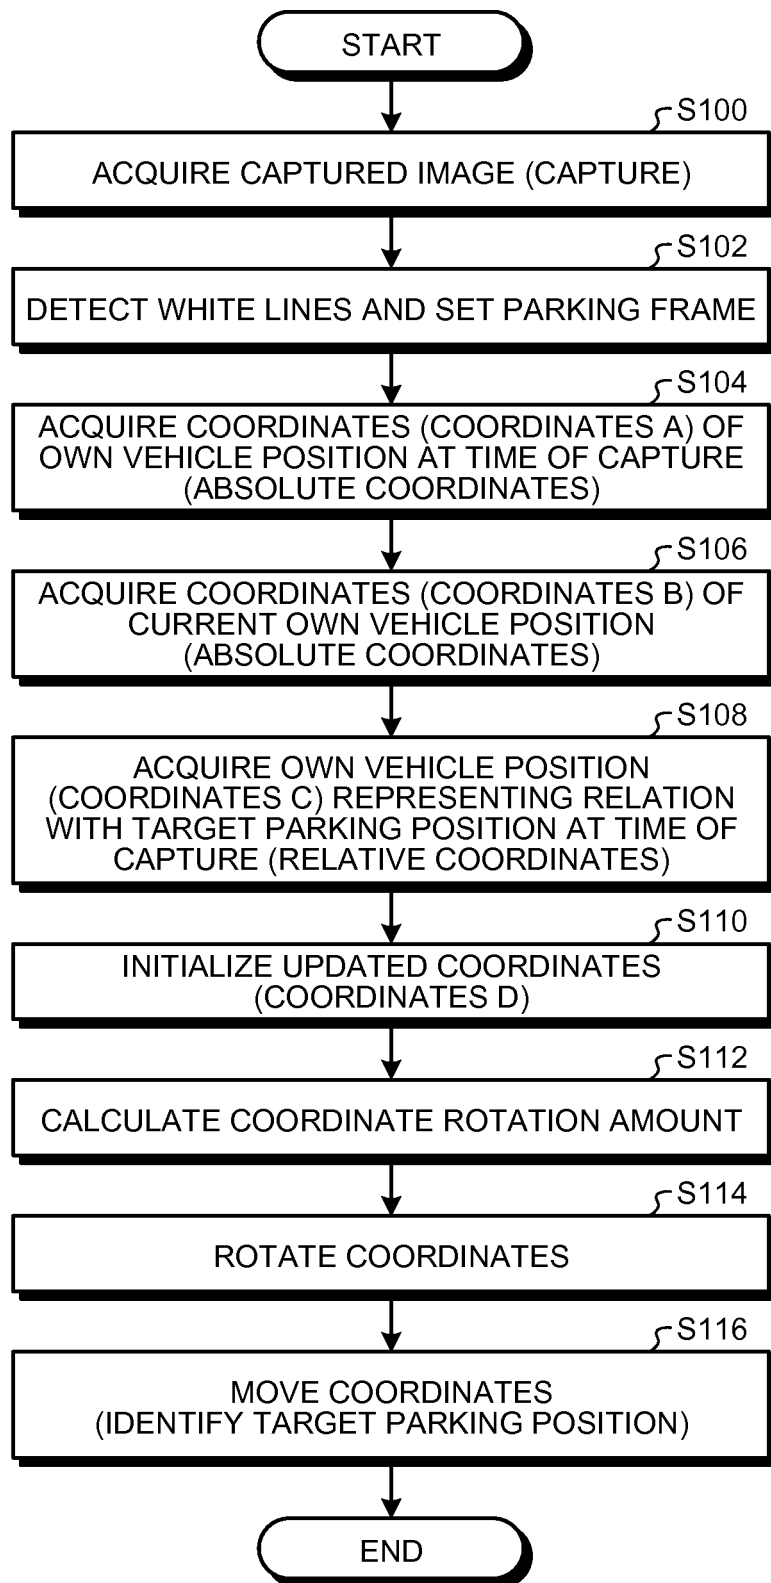 START
S100
ACQUIRE CAPTURED IMAGE (CAPTURE)
S102
DETECT WHITE LINES AND SET PARKING FRAME
S104
ACQUIRE COORDINATES (COORDINATES A) OF
OWN VEHICLE POSITION AT TIME OF CAPTURE
(ABSOLUTE COORDINATES)
S106
ACQUIRE COORDINATES (COORDINATES B) OF
CURRENT OWN VEHICLE POSITION
(ABSOLUTE COORDINATES)
S108
ACQUIRE OWN VEHICLE POSITION
(COORDINATES C) REPRESENTING RELATION
WITH TARGET PARKING POSITION AT TIME OF
CAPTURE (RELATIVE COORDINATES)
S110
INITIALIZE UPDATED COORDINATES
(COORDINATES D)
S112
CALCULATE COORDINATE ROTATION AMOUNT
S114
ROTATE COORDINATES
S116
MOVE COORDINATES
(IDENTIFY TARGET PARKING POSITION)
END